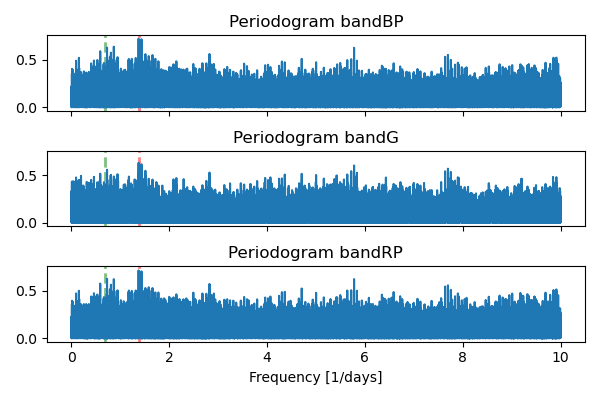 Periodogram bandBP
0.5
0.0
Periodogram bandG
0.5
0.0
Periodogram bandRP
0.5
0.0
0 2 4 6 8 10
Frequency [1/days]